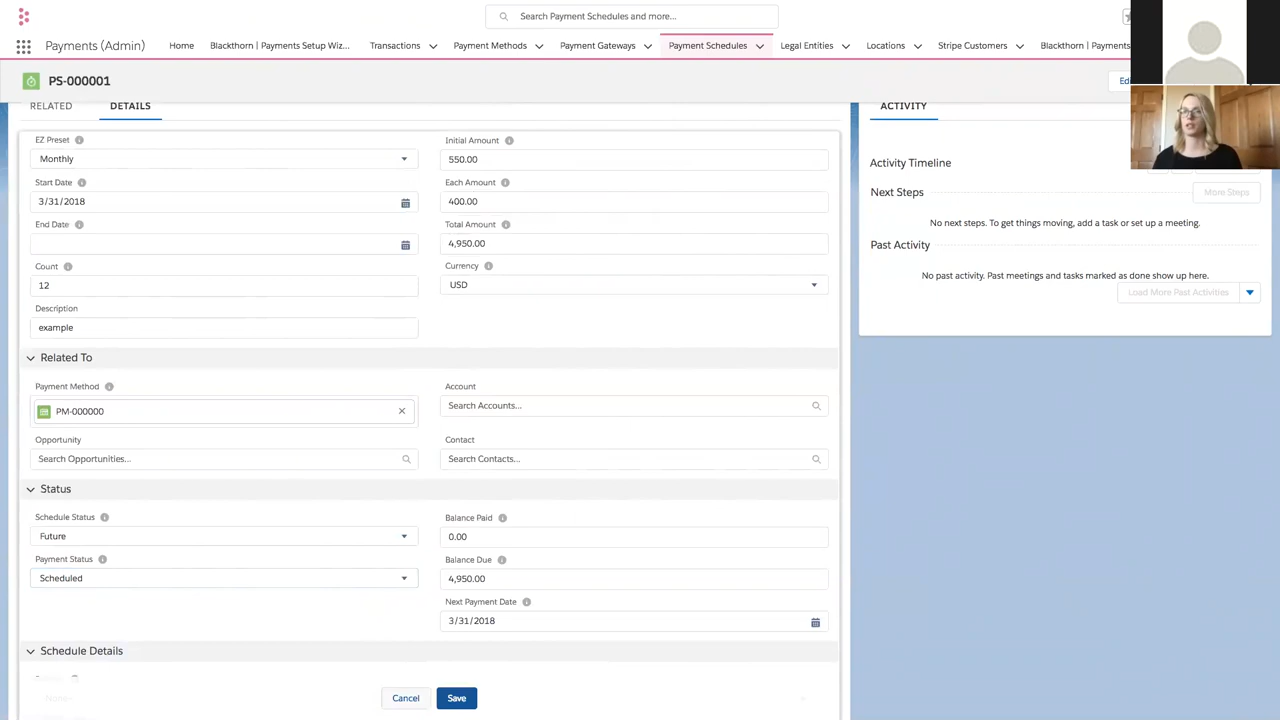 Search Payment Schedules and more...
Payments (Admin)
Home
Blackthorn | Payments Setup Wiz...
Transactions
Payment Methods
Payment Gateways
Payment Schedules
Legal Entities
Locations
Stripe Customers
Blackthorn | Payments
PS-000001
RELATED
DETAILS
ACTIVITY
EZ Preset
Monthly
Start Date
3/31/2018
End Date
Count
12
Description
example
Initial Amount
550.00
Each Amount
400.00
Total Amount
4,950.00
Currency
USD
Related To
Payment Method
PM-000000
Account
Search Accounts...
Opportunity
Search Opportunities...
Contact
Search Contacts...
Status
Schedule Status
Future
Payment Status
Scheduled
Balance Paid
0.00
Balance Due
4,950.00
Next Payment Date
3/31/2018
Schedule Details
Cancel
Save
Activity Timeline
Next Steps
More Steps
No next steps. To get things moving, add a task or set up a meeting.
Past Activity
No past activity. Past meetings and tasks marked as done show up here.
Load More Past Activities